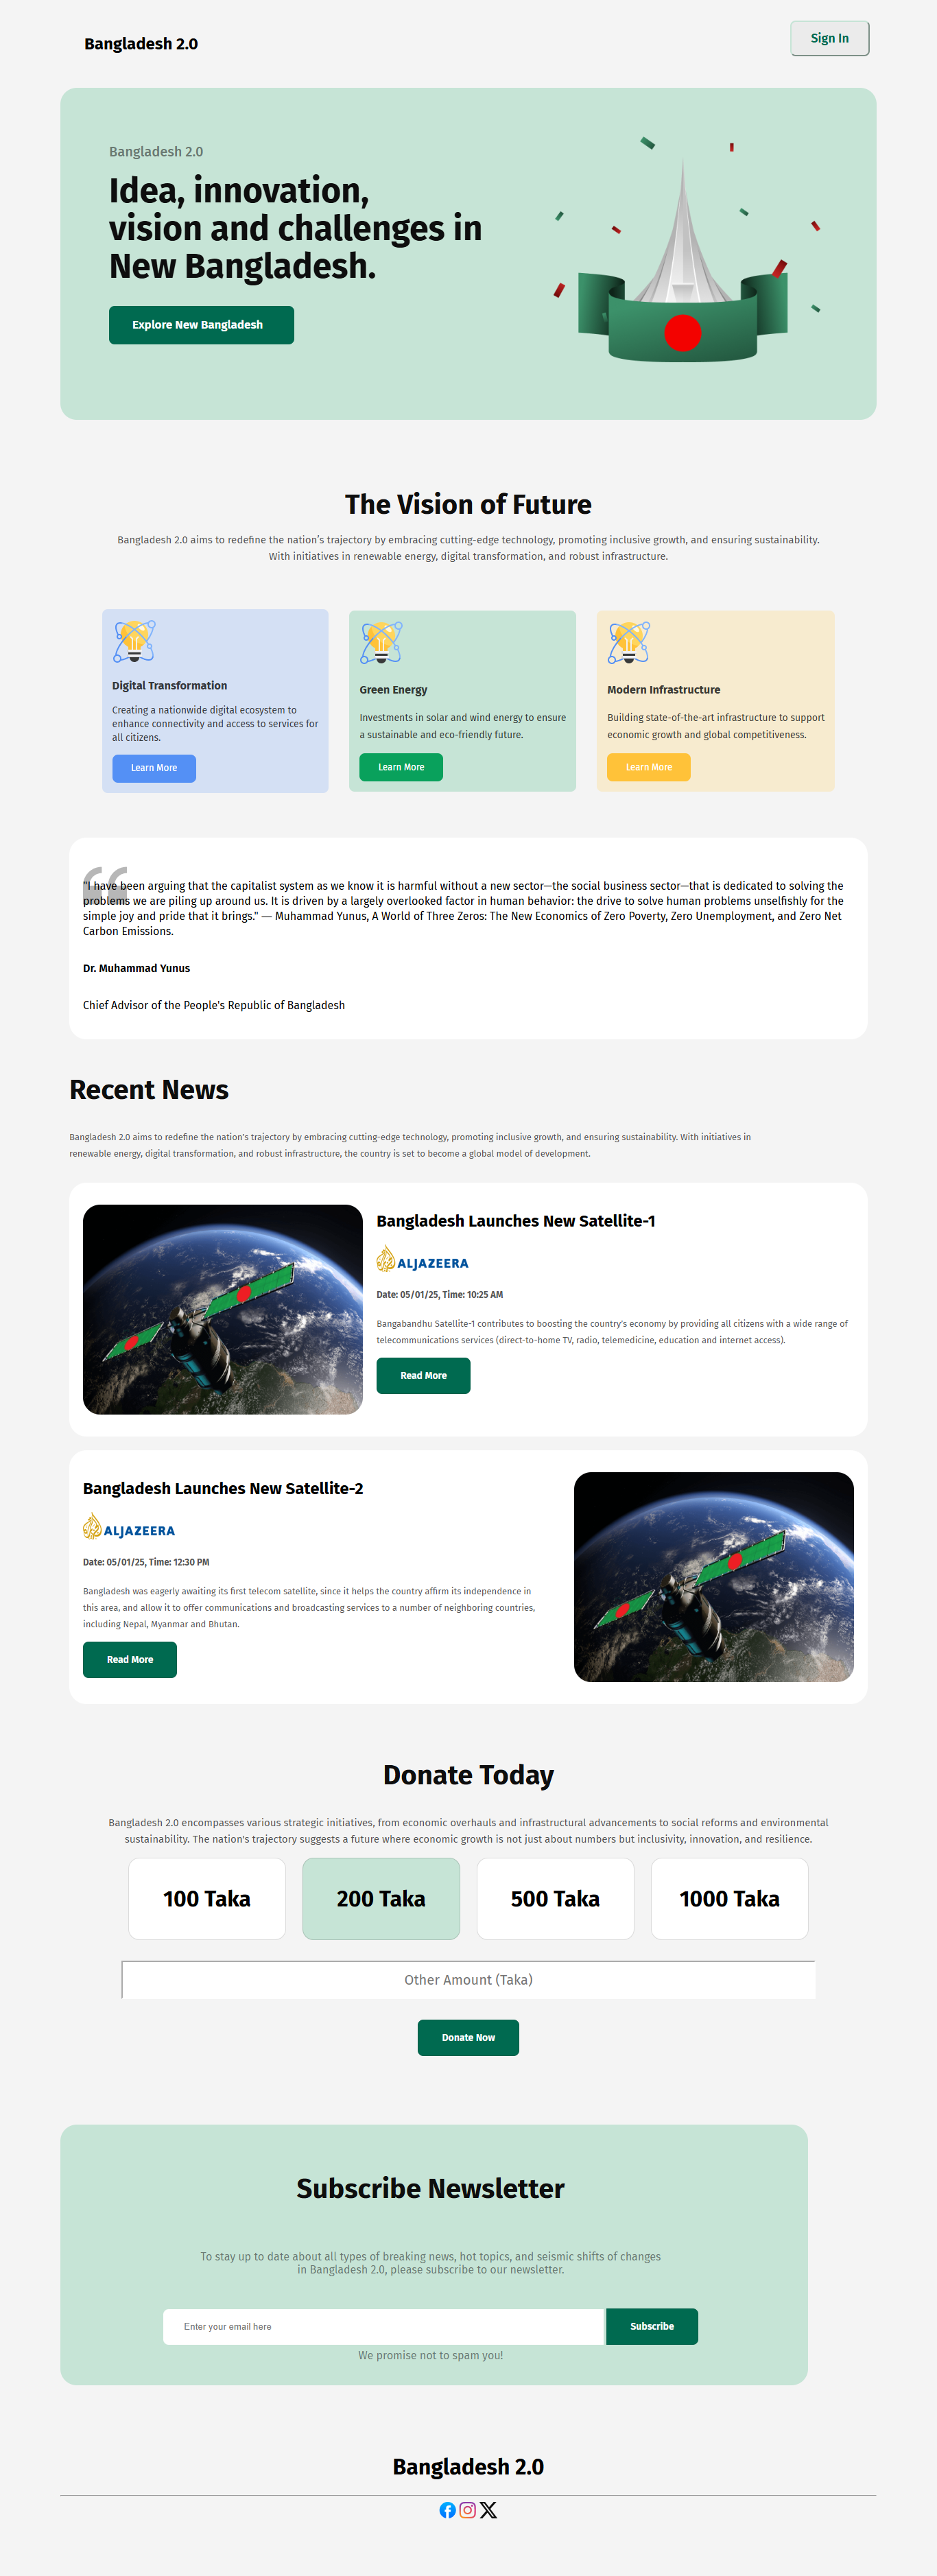 Bangladesh 2.0
Sign In
Bangladesh 2.0
Idea, innovation,
vision and challenges in
New Bangladesh.
Explore New Bangladesh
The Vision of Future
Bangladesh 2.0 aims to redefine the nation’s trajectory by embracing cutting-edge technology, promoting inclusive growth, and ensuring sustainability.
With initiatives in renewable energy, digital transformation, and robust infrastructure.
Digital Transformation
Creating a nationwide digital ecosystem to
enhance connectivity and access to services for
all citizens.
Learn More
Green Energy
Investments in solar and wind energy to ensure
a sustainable and eco-friendly future.
Learn More
Modern Infrastructure
Building state-of-the-art infrastructure to support
economic growth and global competitiveness.
Learn More
"I have been arguing that the capitalist system as we know it is harmful without a new sector—the social business sector—that is dedicated to solving the
problems we are piling up around us. It is driven by a largely overlooked factor in human behavior: the drive to solve human problems unselfishly for the
simple joy and pride that it brings." ― Muhammad Yunus, A World of Three Zeros: The New Economics of Zero Poverty, Zero Unemployment, and Zero Net
Carbon Emissions.
Dr. Muhammad Yunus
Chief Advisor of the People's Republic of Bangladesh
Recent News
Bangladesh 2.0 aims to redefine the nation's trajectory by embracing cutting-edge technology, promoting inclusive growth, and ensuring sustainability. With initiatives in
renewable energy, digital transformation, and robust infrastructure, the country is set to become a global model of development.
Bangladesh Launches New Satellite-1
ALJAZEERA
Date: 05/01/25, Time: 10:25 AM
Bangabandhu Satellite-1 contributes to boosting the country's economy by providing all citizens with a wide range of
telecommunications services (direct-to-home TV, radio, telemedicine, education and internet access).
Read More
Bangladesh Launches New Satellite-2
ALJAZEERA
Date: 05/01/25, Time: 12:30 PM
Bangladesh was eagerly awaiting its first telecom satellite, since it helps the country affirm its independence in
this area, and allow it to offer communications and broadcasting services to a number of neighboring countries,
including Nepal, Myanmar and Bhutan.
Read More
Donate Today
Bangladesh 2.0 encompasses various strategic initiatives, from economic overhauls and infrastructural advancements to social reforms and environmental
sustainability. The nation's trajectory suggests a future where economic growth is not just about numbers but inclusivity, innovation, and resilience.
100 Taka
200 Taka
500 Taka
1000 Taka
Other Amount (Taka)
Donate Now
Subscribe Newsletter
To stay up to date about all types of breaking news, hot topics, and seismic shifts of changes
in Bangladesh 2.0, please subscribe to our newsletter.
Enter your email here
Subscribe
We promise not to spam you!
Bangladesh 2.0